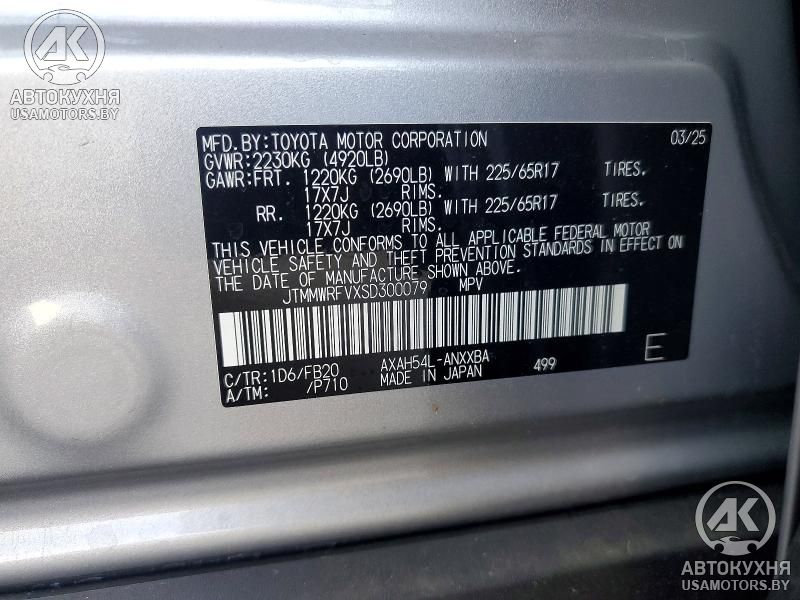 AK
АВТОКУХНЯ
USAMOTORS.BY
MFD.BY:TOYOTA MOTOR CORPORATION 03/25
GVWR:2230KG (4920LB)
GAWR:FRT. 1220KG (2690LB) WITH 225/65R17 TIRES.
17X7J RIMS.
RR. 1220KG (2690LB) WITH 225/65R17 TIRES.
17X7J RIMS.
THIS VEHICLE CONFORMS TO ALL APPLICABLE FEDERAL MOTOR
VEHICLE SAFETY AND THEFT PREVENTION STANDARDS IN EFFECT ON
THE DATE OF MANUFACTURE SHOWN ABOVE.
JTMMWRFVXSD300079 MPV
C/TR:1D6/FB20 AXAH54L-ANXXBA 499 E
A/TM: /P710 MADE IN JAPAN
AK
АВТОКУХНЯ
USAMOTORS.BY